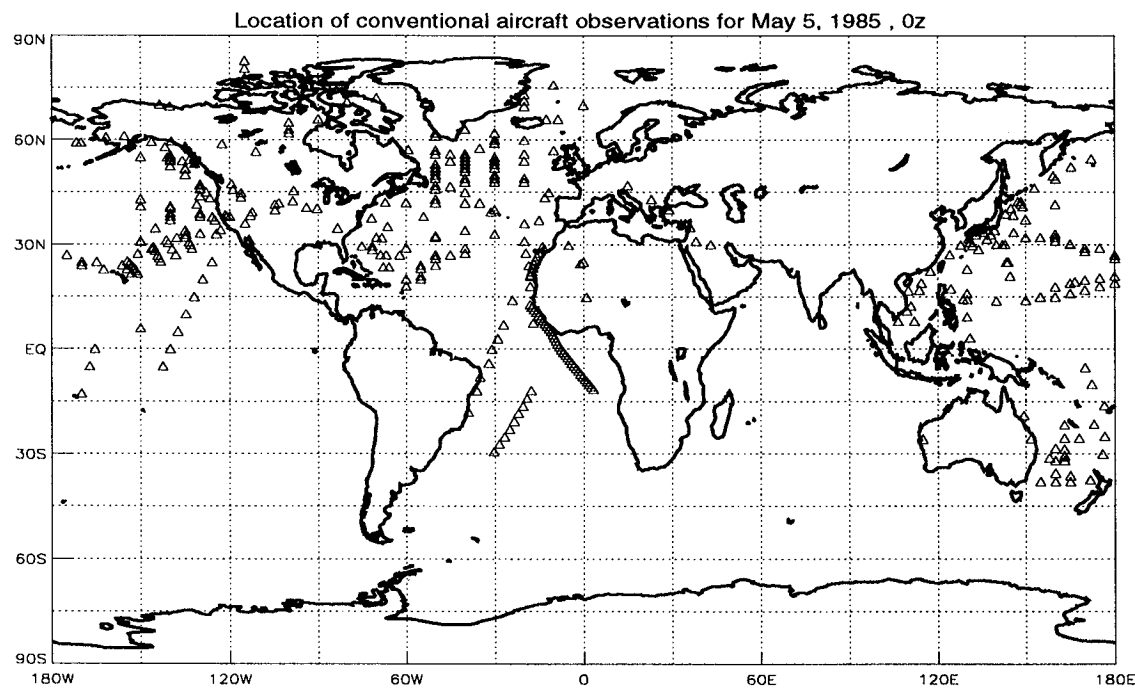 Location of conventional aircraft observations for May 5, 1985 , 0z
90N
60N
30N
EQ
30S
60S
90S
180W 120W 60W 0 60E 120E 180E